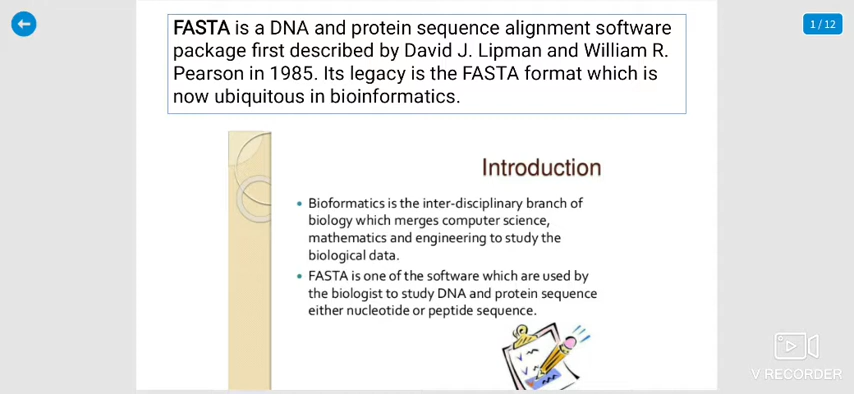 1 / 12
FASTA is a DNA and protein sequence alignment software
package first described by David J. Lipman and William R.
Pearson in 1985. Its legacy is the FASTA format which is
now ubiquitous in bioinformatics.
Introduction
• Bioformatics is the inter-disciplinary branch of
biology which merges computer science,
mathematics and engineering to study the
biological data.
• FASTA is one of the software which are used by
the biologist to study DNA and protein sequence
either nucleotide or peptide sequence.
V RECORDER